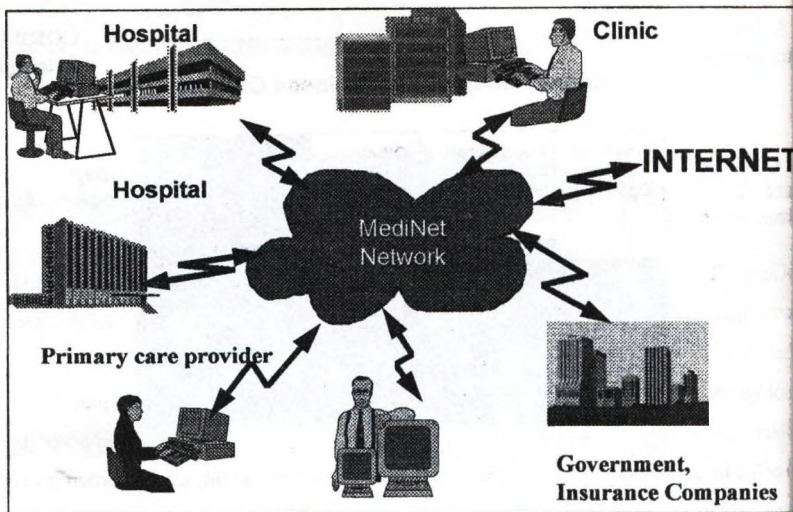 Hospital
Clinic
INTERNET
Hospital
MediNet
Network
Primary care provider
Government,
Insurance Companies